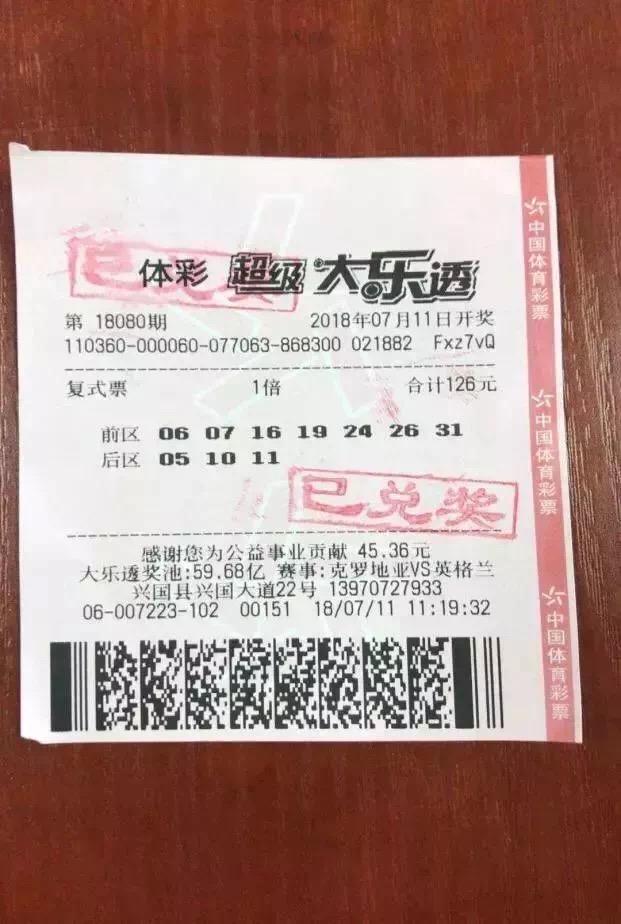 体彩 超级大乐透
已兑奖
第 18080期 2018年07月11日开奖
110360-000060-077063-868300 021882 Fxz7vQ
复式票 1倍 合计126元
前区 06 07 16 19 24 26 31
后区 05 10 11
已兑奖
感谢您为公益事业贡献 45.36元
大乐透奖池:59.68亿 赛事:克罗地亚VS英格兰
兴国县兴国大道22号 13970727933
06-007223-102 00151 18/07/11 11:19:32
中国体育彩票
中国体育彩票
中国体育彩票